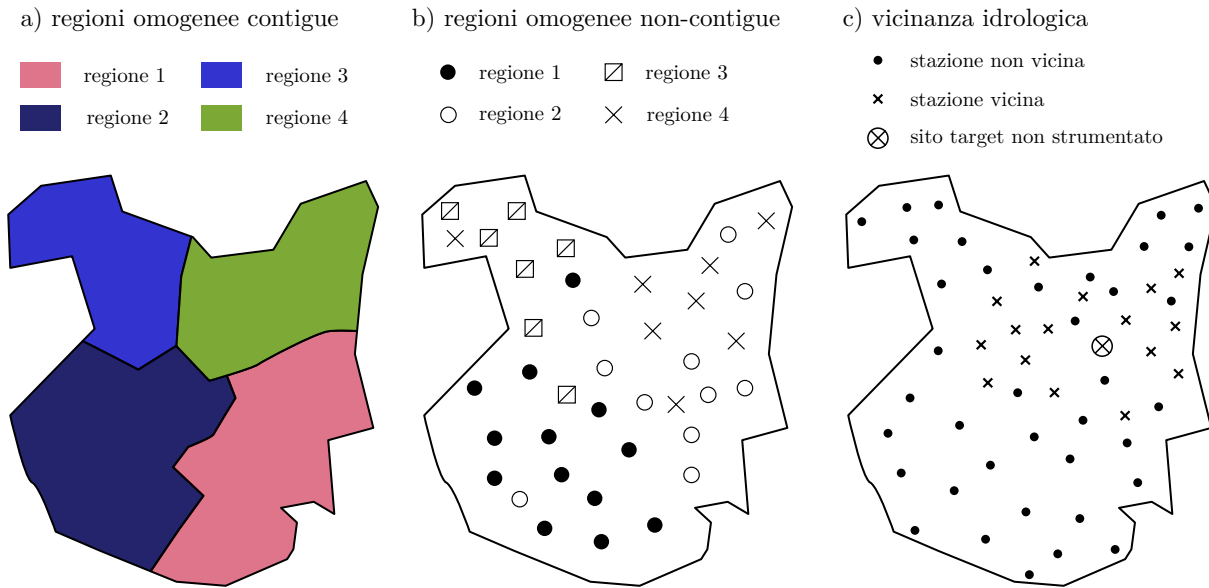 a) regioni omogenee contigue
regione 1
regione 3
regione 2
regione 4
b) regioni omogenee non-contigue
regione 1
regione 3
regione 2
regione 4
c) vicinanza idrologica
stazione non vicina
stazione vicina
sito target non strumentato